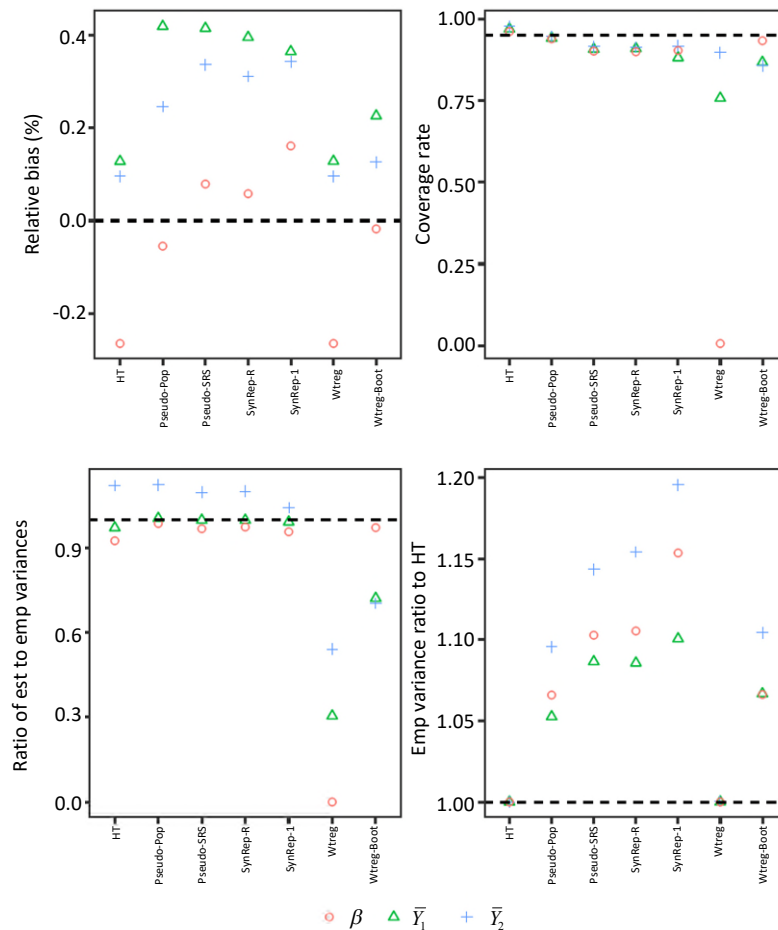 Relative bias (%)
0.4
0.2
0.0
-0.2
HT
Pseudo-Pop
Pseudo-SRS
SynRep-R
SynRep-1
Wtreg
Wtreg-Boot
Coverage rate
1.00
0.75
0.50
0.25
0.00
HT
Pseudo-Pop
Pseudo-SRS
SynRep-R
SynRep-1
Wtreg
Wtreg-Boot
Ratio of est to emp variances
0.9
0.6
0.3
0.0
HT
Pseudo-Pop
Pseudo-SRS
SynRep-R
SynRep-1
Wtreg
Wtreg-Boot
Emp variance ratio to HT
1.20
1.15
1.10
1.05
1.00
HT
Pseudo-Pop
Pseudo-SRS
SynRep-R
SynRep-1
Wtreg
Wtreg-Boot
β Y̅₁ Y̅₂